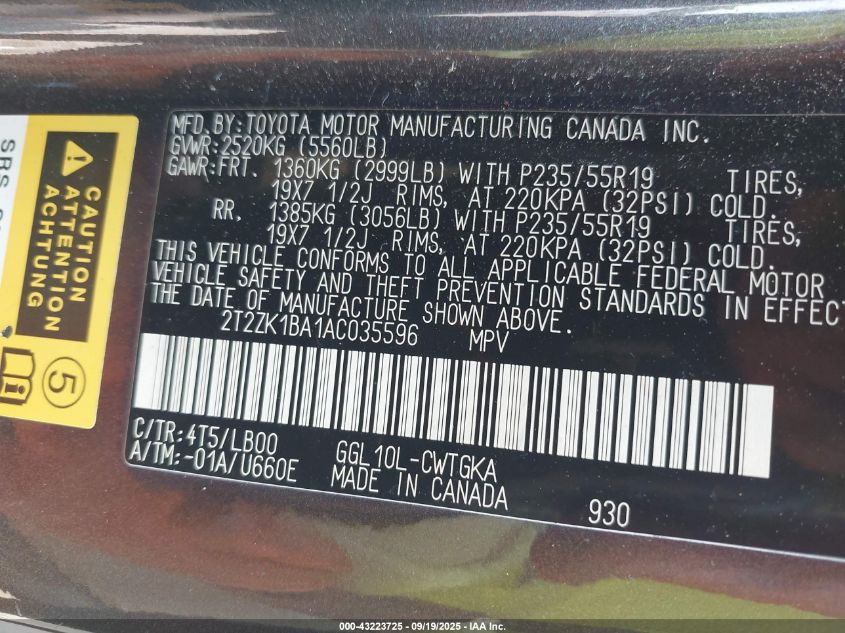 MFD.BY:TOYOTA MOTOR MANUFACTURING CANADA INC.
GVWR:2520KG (5560LB)
GAWR:FRT. 1360KG (2999LB) WITH P235/55R19 TIRES,
19X7 1/2J RIMS, AT 220KPA (32PSI) COLD.
RR. 1385KG (3056LB) WITH P235/55R19 TIRES,
19X7 1/2J RIMS, AT 220KPA (32PSI) COLD.
THIS VEHICLE CONFORMS TO ALL APPLICABLE FEDERAL MOTOR
VEHICLE SAFETY AND THEFT PREVENTION STANDARDS IN EFFECT
THE DATE OF MANUFACTURE SHOWN ABOVE.
2T2ZK1BA1AC035596 MPV
C/TR:4T5/LB00 GGL10L-CWTGKA
A/TM:-01A/U660E MADE IN CANADA
930
SRS
CAUTION
ATTENTION
ACHTUNG
5
000-43223725 - 09/19/2025 - IAA Inc.